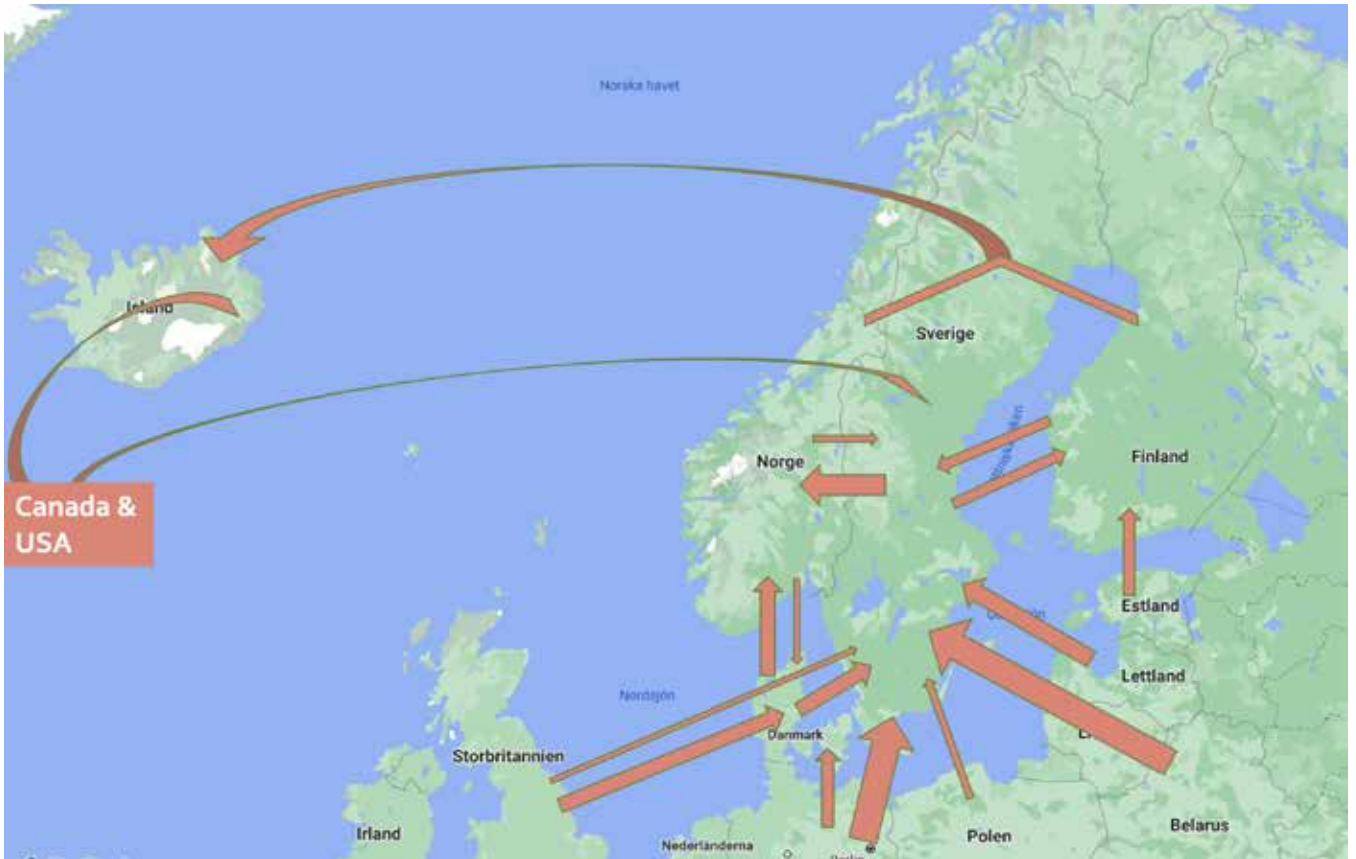 Norska havet
Island
Sverige
Norge
Finland
Canada &
USA
Estland
Lettland
Nordsjön
Danmark
Storbritannien
Irland
Nederländerna
Polen
Belarus